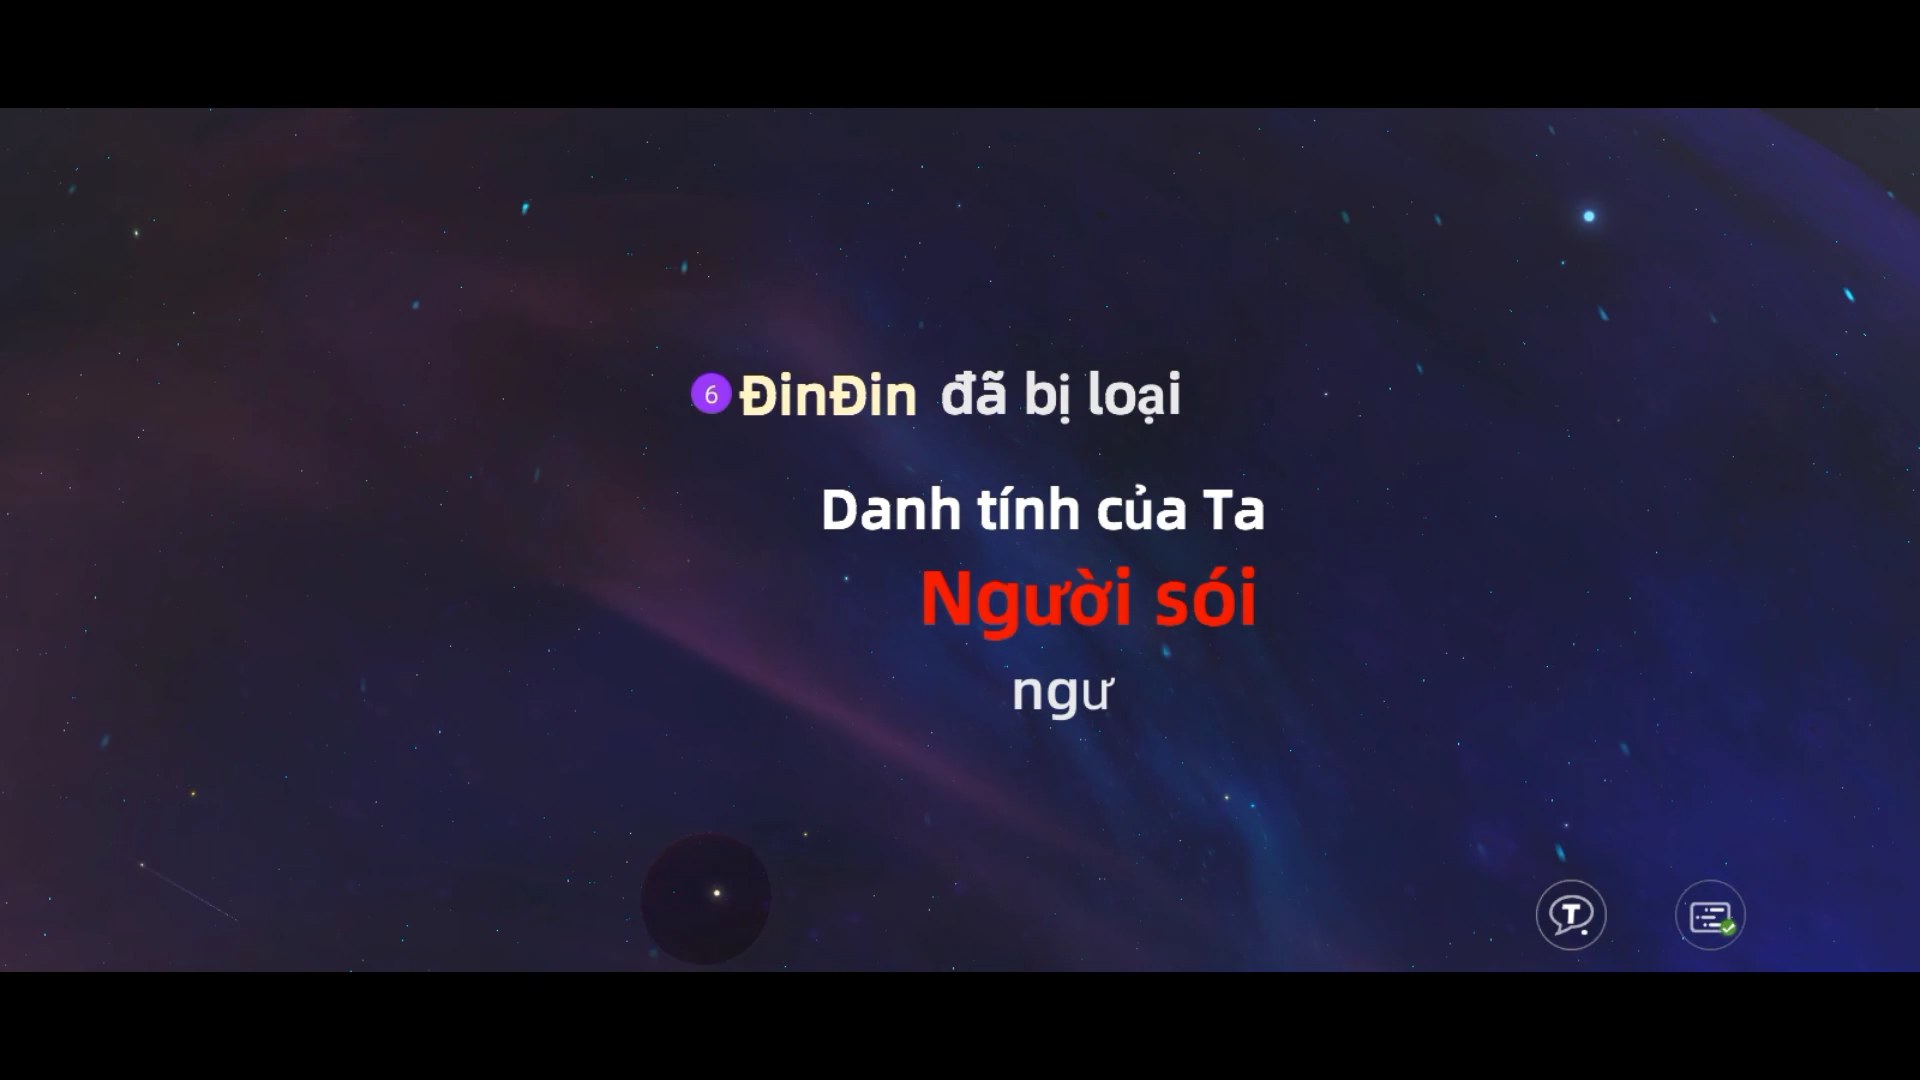 6 ĐinĐin đã bị loại
Danh tính của Ta
Người sói
ngư
T